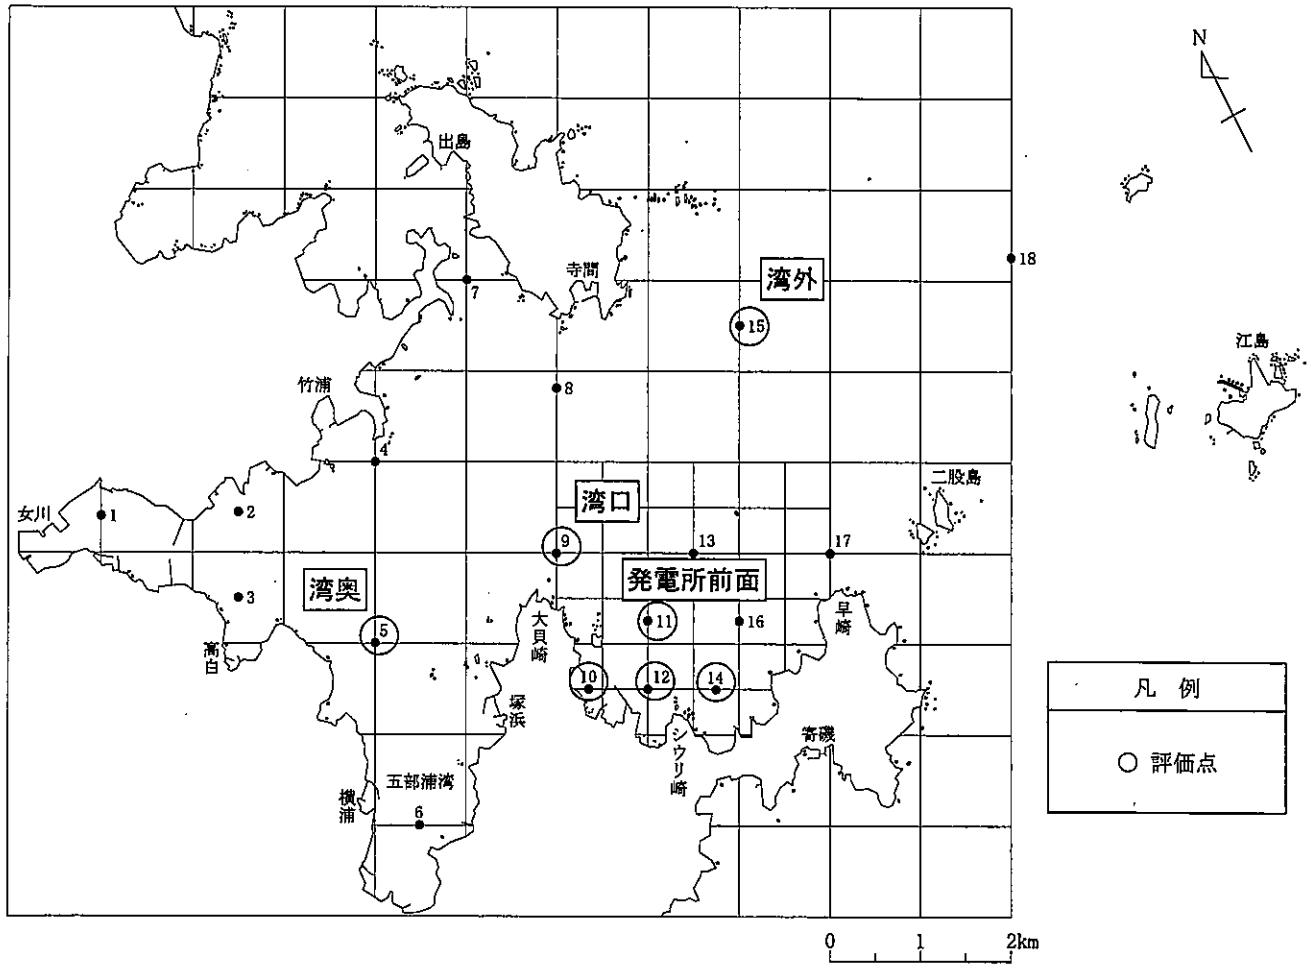 N
出島
湾外
18
7
寺間
15
江島
竹浦
8
4
二股島
湾口
女川
1
2
9
13
17
発電所前面
湾奥
3
大貝崎
11
16
早崎
5
高白
10
12
14
凡 例
塚浜
シウリ崎
寄磯
○ 評価点
五部浦湾
横浦
6
0 1 2km